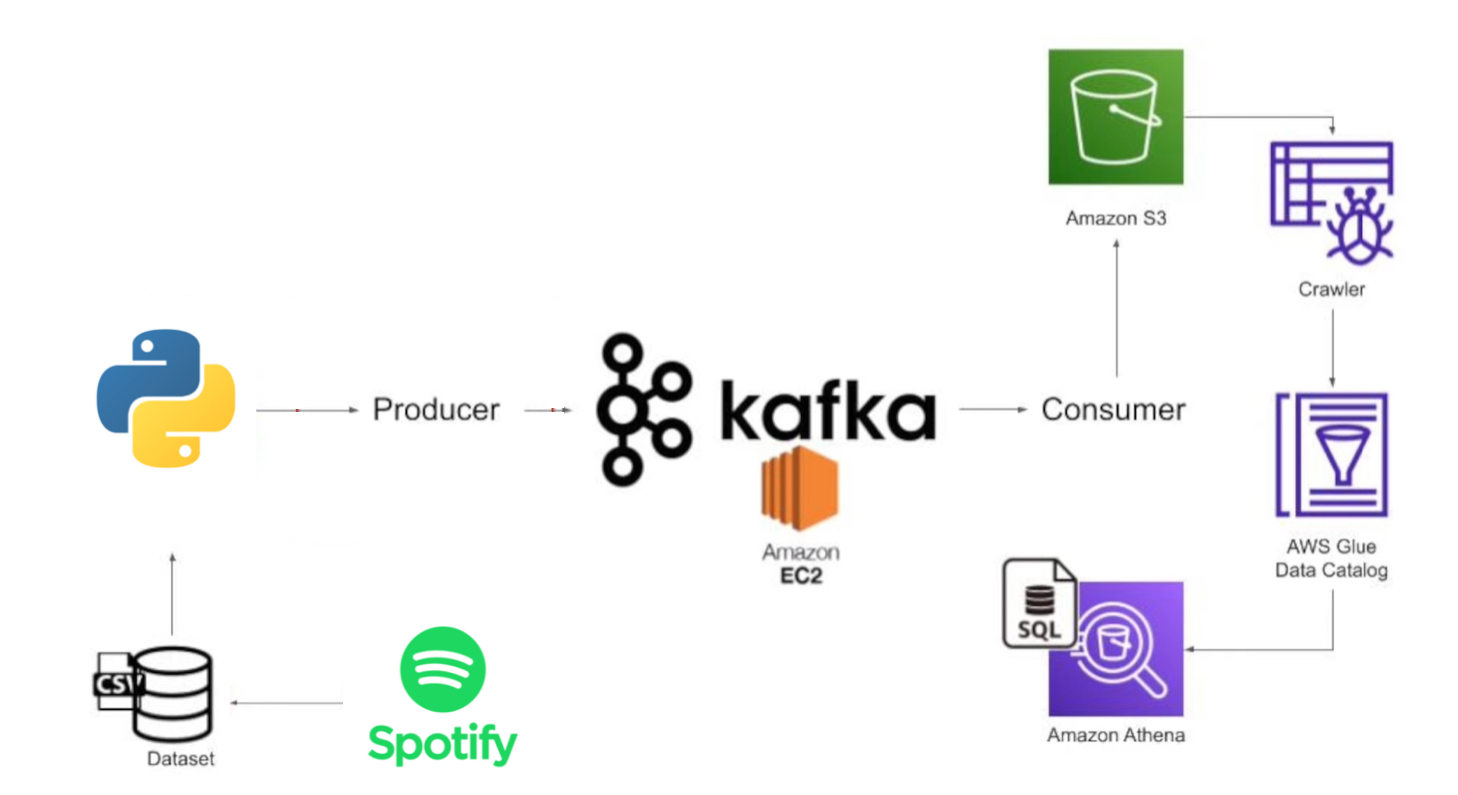 Amazon S3
Crawler
Producer
kafka
Consumer
Amazon
EC2
AWS Glue
Data Catalog
SQL
CSV
Spotify
Amazon Athena
Dataset